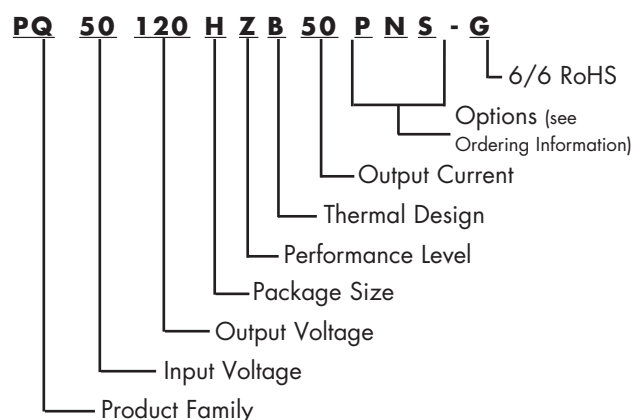 PQ 50 120 H Z B 50 P N S - G
6/6 RoHS
Options (see
Ordering Information)
Output Current
Thermal Design
Performance Level
Package Size
Output Voltage
Input Voltage
Product Family